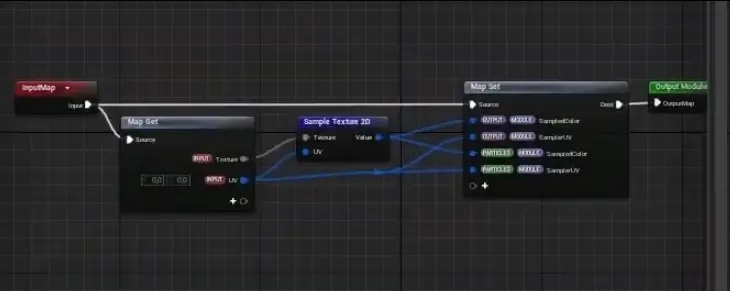 InputMap
Input
Map Get
Source
INPUT Texture
0,0 0,0 INPUT UV
Sample Texture 2D
Texture Value
UV
Map Set
Source Dest
OUTPUT MODULE SampledColor
OUTPUT MODULE SamplerUV
PARTICLES MODULE SampledColor
PARTICLES MODULE SamplerUV
Output Module
OutputMap